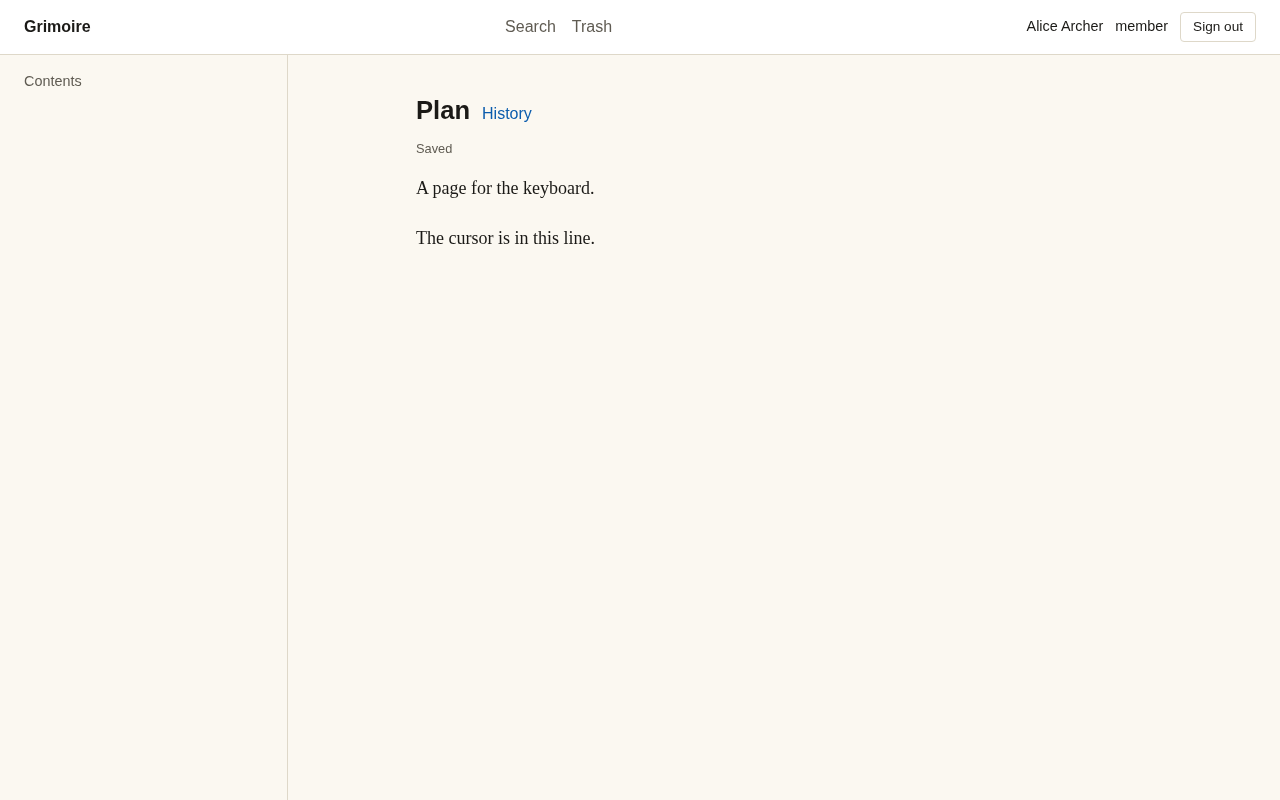 Grimoire
Search Trash
Alice Archer member Sign out
Contents
Plan History
Saved
A page for the keyboard.
The cursor is in this line.